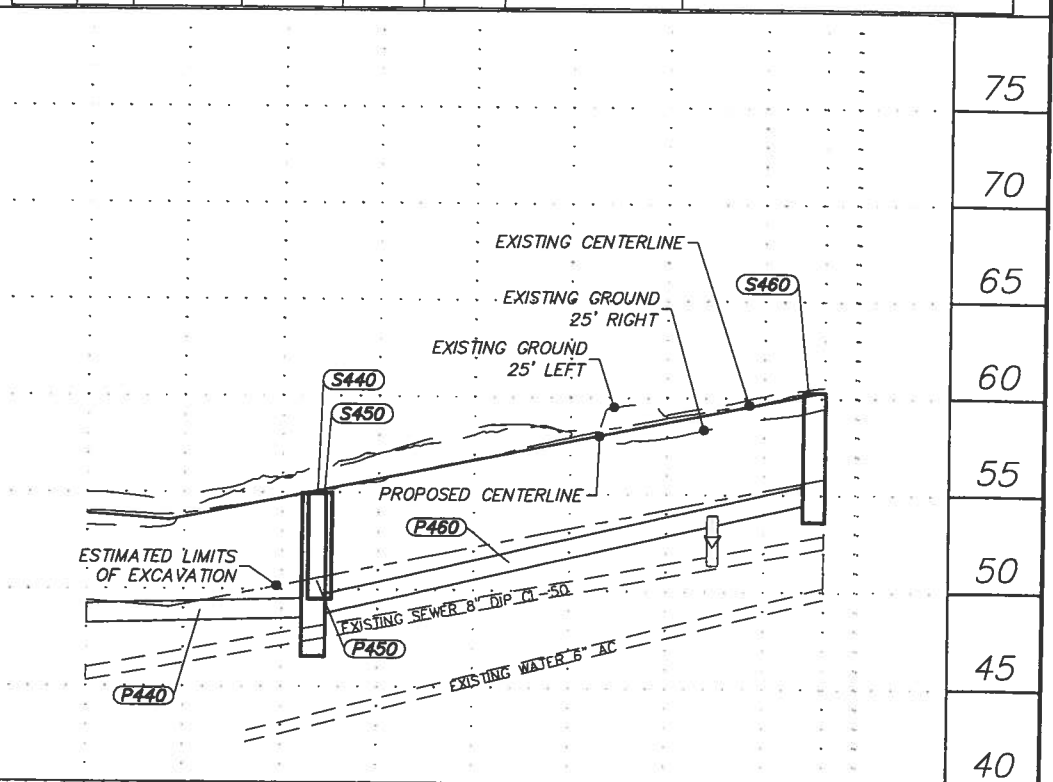 75
70
EXISTING CENTERLINE
65
S460
EXISTING GROUND
25' RIGHT
EXISTING GROUND
25' LEFT
60
S440
S450
55
PROPOSED CENTERLINE
P460
ESTIMATED LIMITS
OF EXCAVATION
50
EXISTING SEWER 8" DIP CL-50
P450
45
EXISTING WATER 6" AC
P440
40